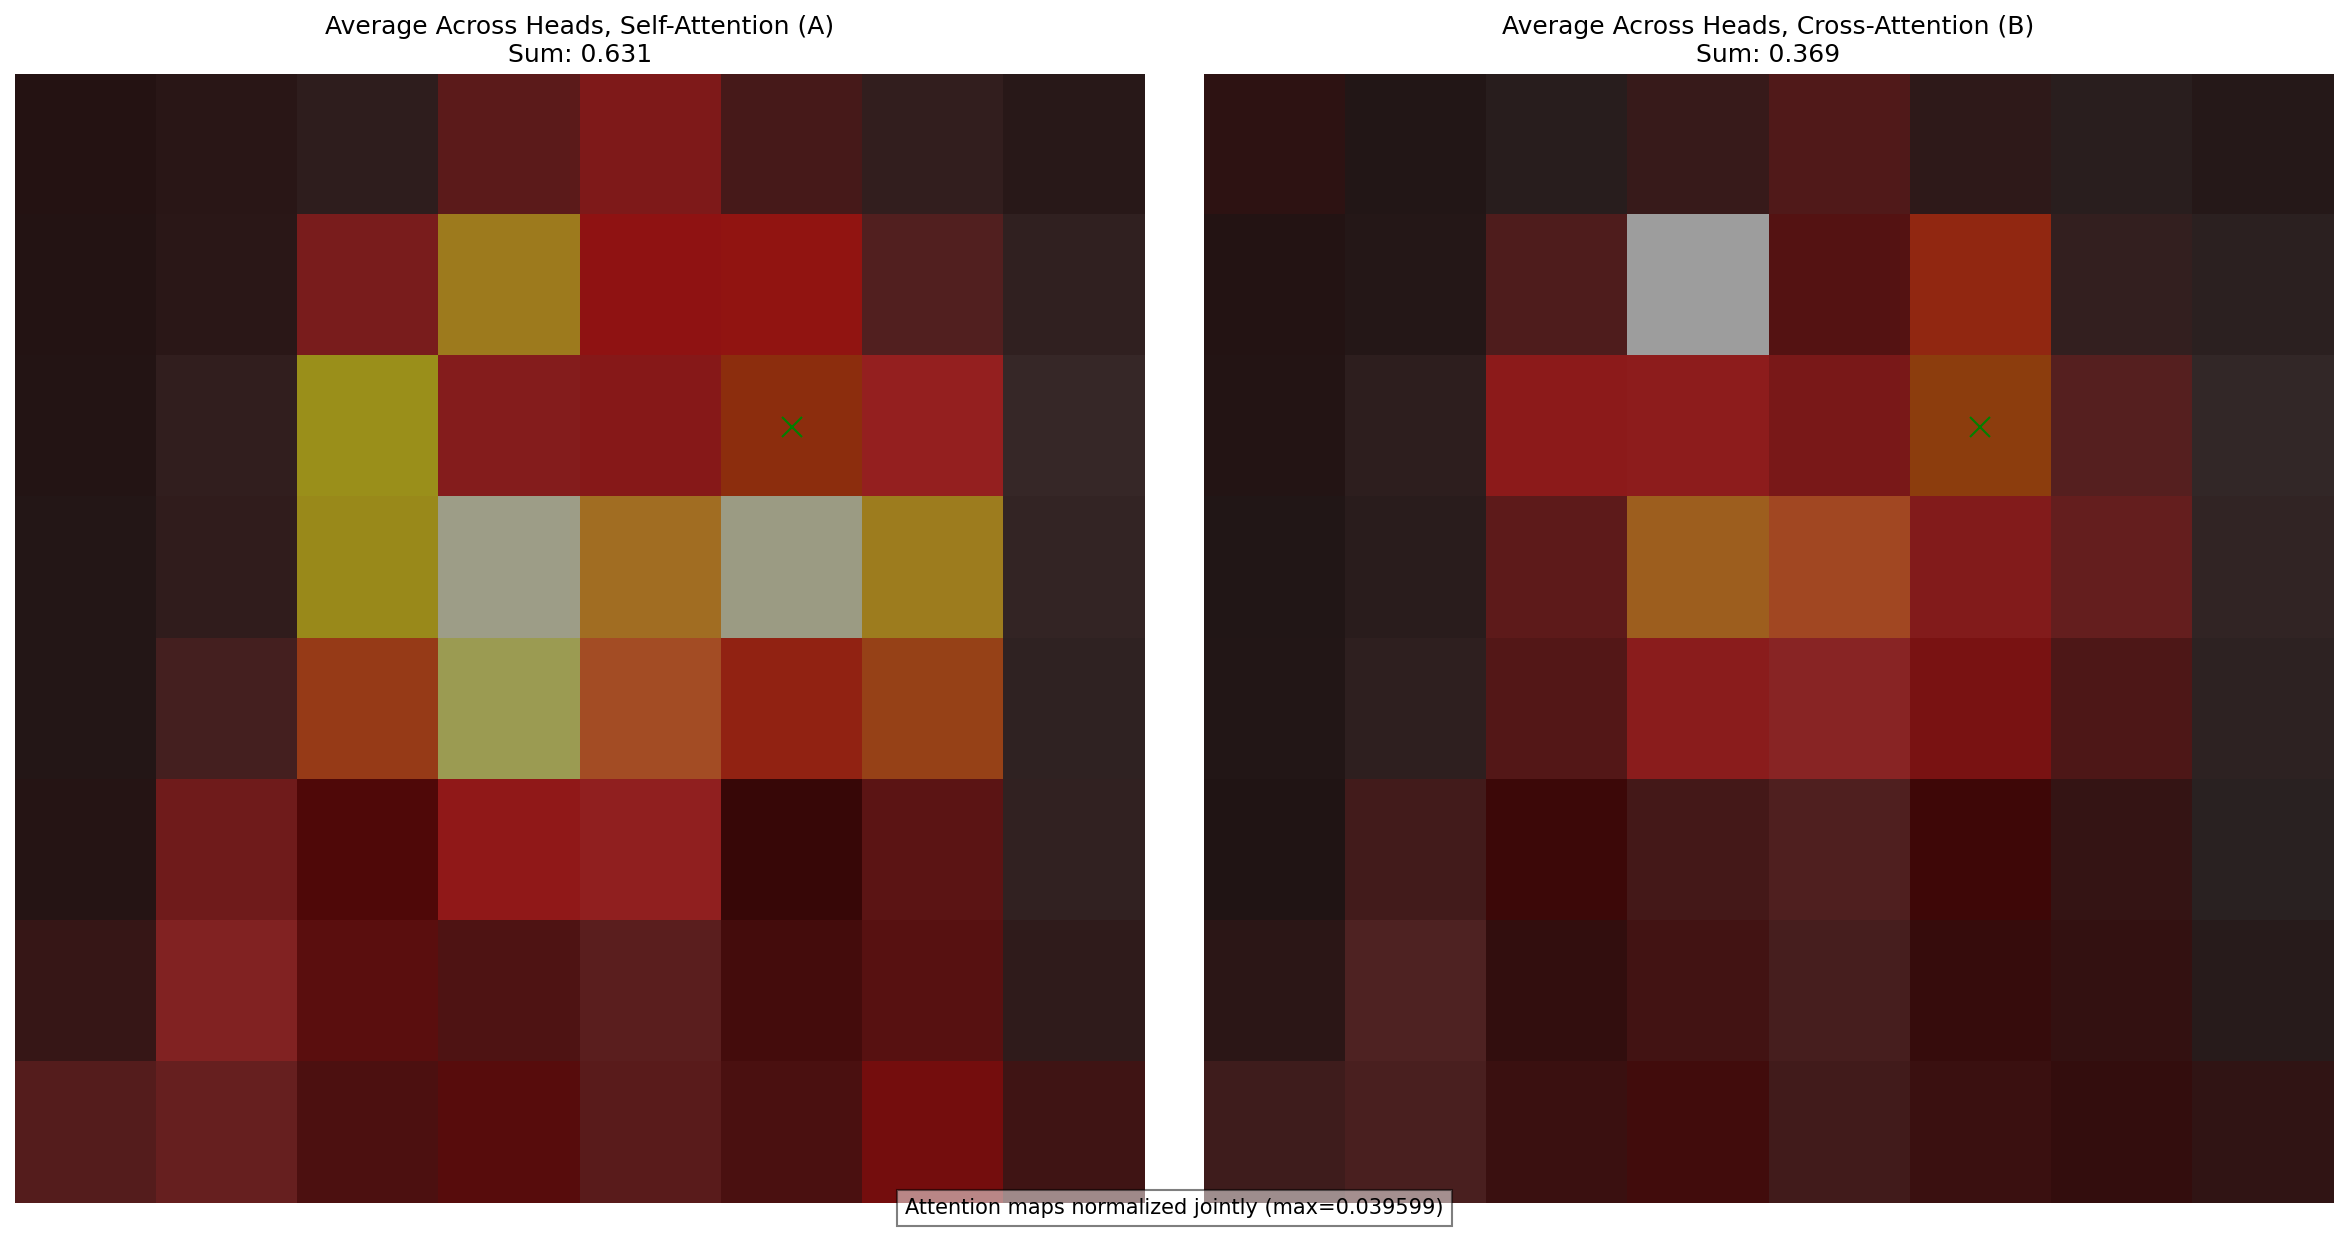 Average Across Heads, Self-Attention (A)
Sum: 0.631
Average Across Heads, Cross-Attention (B)
Sum: 0.369
Attention maps normalized jointly (max=0.039599)